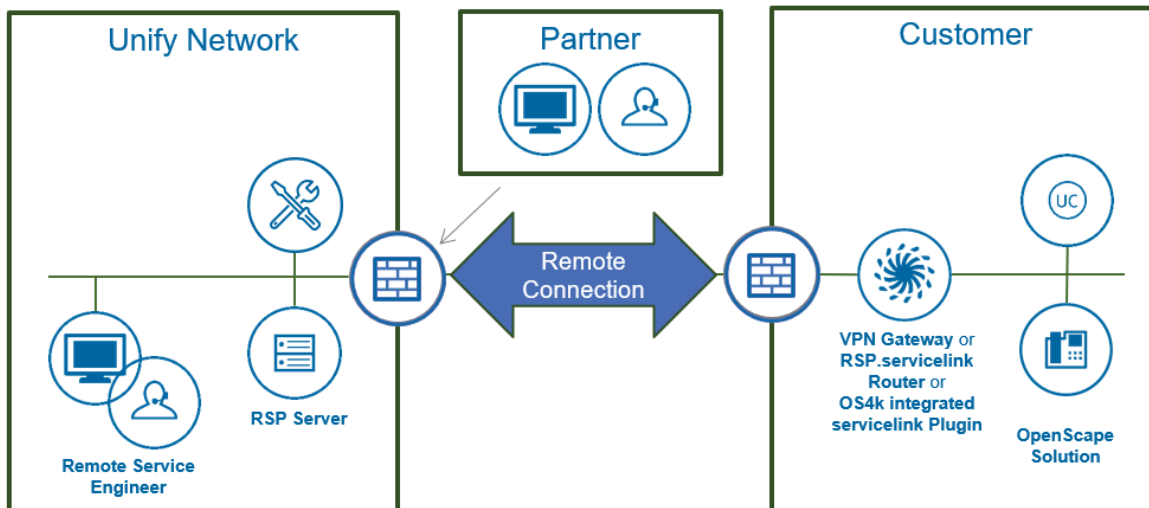 Unify Network
Partner
Customer
UC
Remote
Connection
VPN Gateway or
RSP.servicelink
Router or
OS4k integrated
servicelink Plugin
RSP Server
OpenScape
Solution
Remote Service
Engineer